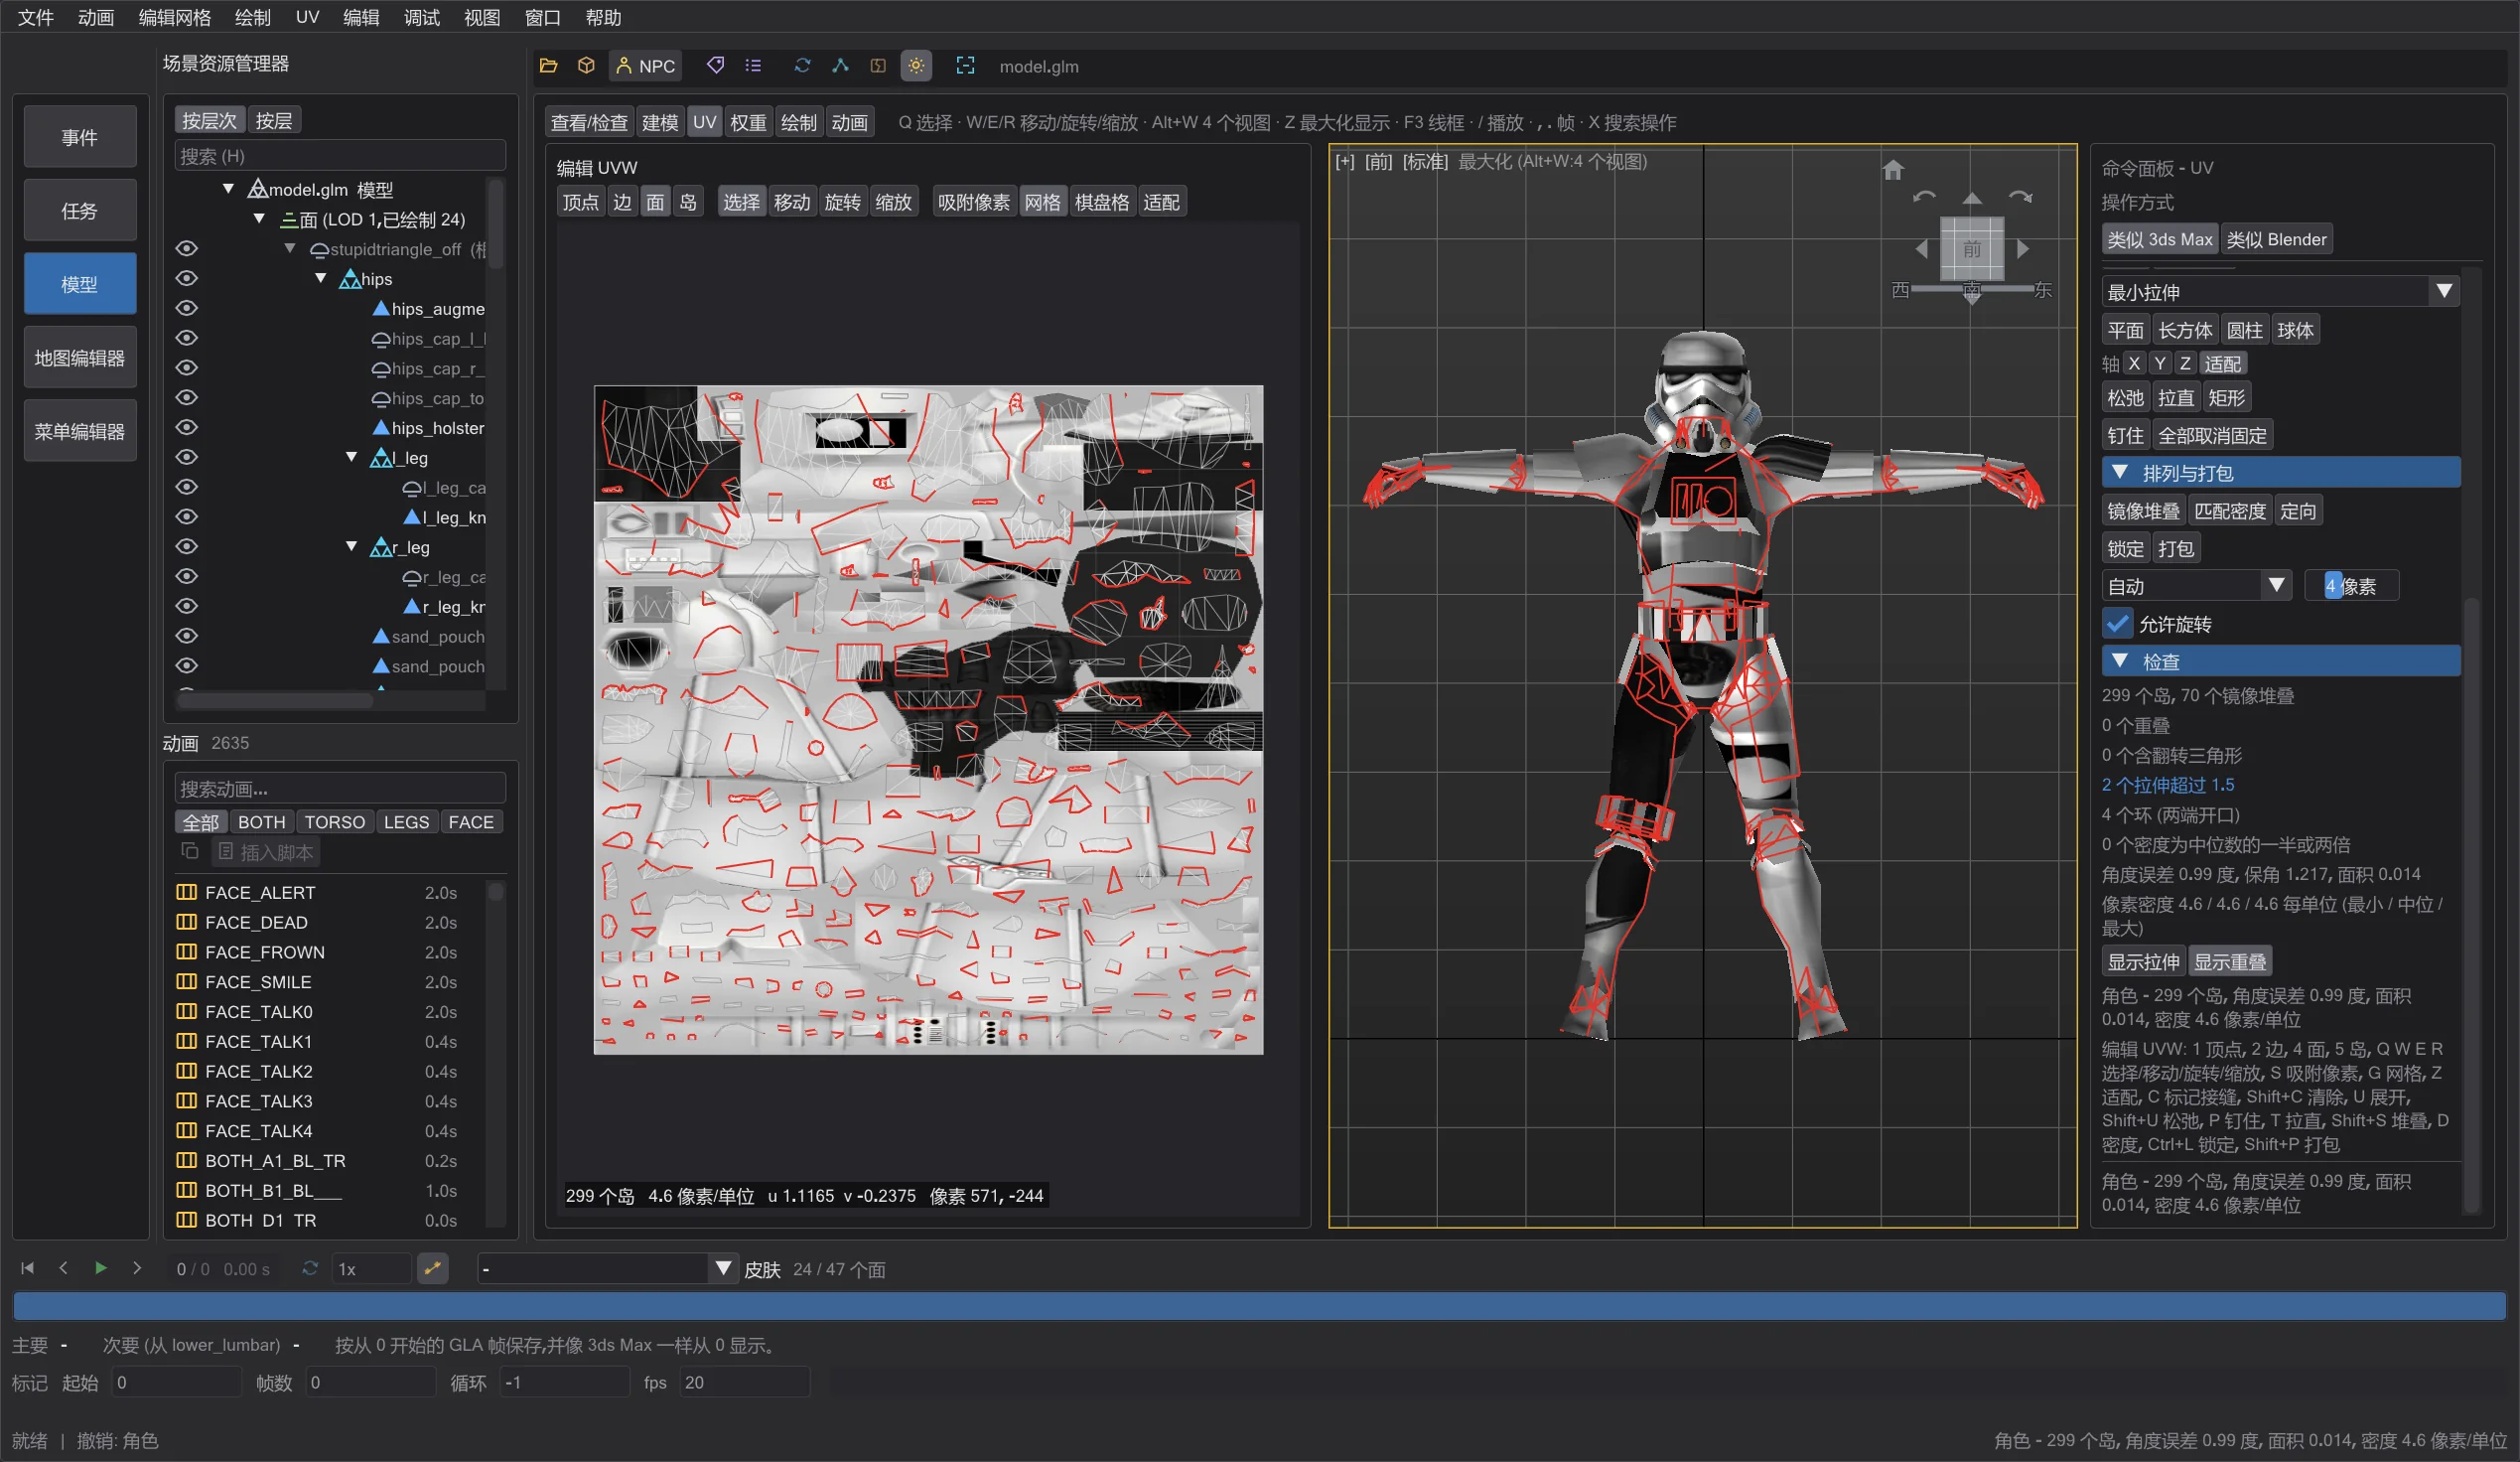 文件 动画 编辑网格 绘制 UV 编辑 调试 视图 窗口 帮助
场景资源管理器
NPC model.glm
事件
任务
模型
地图编辑器
菜单编辑器
按层次 按层
搜索 (H)
model.glm 模型
面 (LOD 1,已绘制 24)
stupidtriangle_off
hips
hips_augme
hips_cap_l_
hips_cap_r_
hips_cap_to
hips_holster
l_leg
l_leg_ca
l_leg_kn
r_leg
r_leg_ca
r_leg_kn
sand_pouch
sand_pouch
动画 2635
搜索动画...
全部 BOTH TORSO LEGS FACE
插入脚本
FACE_ALERT 2.0s
FACE_DEAD 2.0s
FACE_FROWN 2.0s
FACE_SMILE 2.0s
FACE_TALK0 2.0s
FACE_TALK1 0.4s
FACE_TALK2 0.4s
FACE_TALK3 0.4s
FACE_TALK4 0.4s
BOTH_A1_BL_TR 0.2s
BOTH_B1_BL___ 1.0s
BOTH_D1_TR 0.0s
查看/检查 建模 UV 权重 绘制 动画 Q 选择 · W/E/R 移动/旋转/缩放 · Alt+W 4 个视图 · Z 最大化显示 · F3 线框 · / 播放 · , . 帧 · X 搜索操作
编辑 UVW
顶点 边 面 岛 选择 移动 旋转 缩放 吸附像素 网格 棋盘格 适配
299 个岛 4.6 像素/单位 u 1.1165 v -0.2375 像素 571, -244
[+] [前] [标准] 最大化 (Alt+W:4 个视图)
前
西 南 东
命令面板 - UV
操作方式
类似 3ds Max 类似 Blender
最小拉伸
平面 长方体 圆柱 球体
轴 X Y Z 适配
松弛 拉直 矩形
钉住 全部取消固定
排列与打包
镜像堆叠 匹配密度 定向
锁定 打包
自动 4 像素
允许旋转
检查
299 个岛, 70 个镜像堆叠
0 个重叠
0 个含翻转三角形
2 个拉伸超过 1.5
4 个环 (两端开口)
0 个密度为中位数的一半或两倍
角度误差 0.99 度, 保角 1.217, 面积 0.014
像素密度 4.6 / 4.6 / 4.6 每单位 (最小 / 中位 /
最大)
显示拉伸 显示重叠
角色 - 299 个岛, 角度误差 0.99 度, 面积
0.014, 密度 4.6 像素/单位
编辑 UVW: 1 顶点, 2 边, 4 面, 5 岛, Q W E R
选择/移动/旋转/缩放, S 吸附像素, G 网格, Z
适配, C 标记接缝, Shift+C 清除, U 展开,
Shift+U 松弛, P 钉住, T 拉直, Shift+S 堆叠, D
密度, Ctrl+L 锁定, Shift+P 打包
角色 - 299 个岛, 角度误差 0.99 度, 面积
0.014, 密度 4.6 像素/单位
0 / 0 0.00 s 1x - 皮肤 24 / 47 个面
主要 - 次要 (从 lower_lumbar) - 按从 0 开始的 GLA 帧保存,并像 3ds Max 一样从 0 显示。
标记 起始 0 帧数 0 循环 -1 fps 20
就绪 | 撤销: 角色
角色 - 299 个岛, 角度误差 0.99 度, 面积 0.014, 密度 4.6 像素/单位